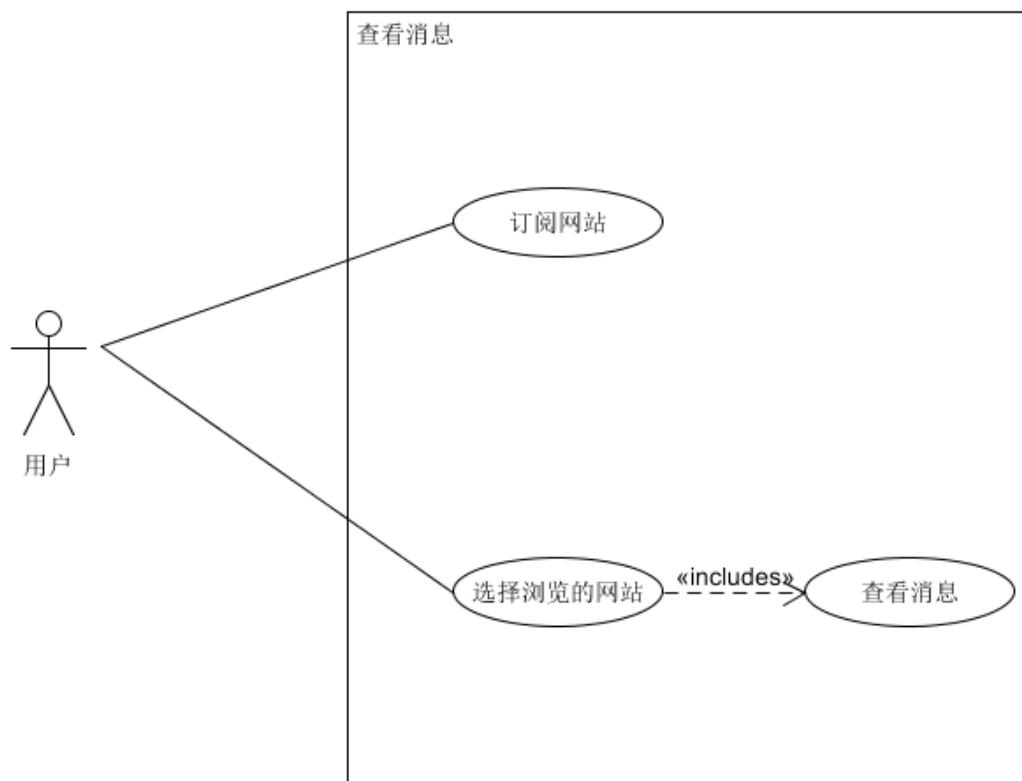 查看消息
订阅网站
用户
选择浏览的网站
«includes»
查看消息